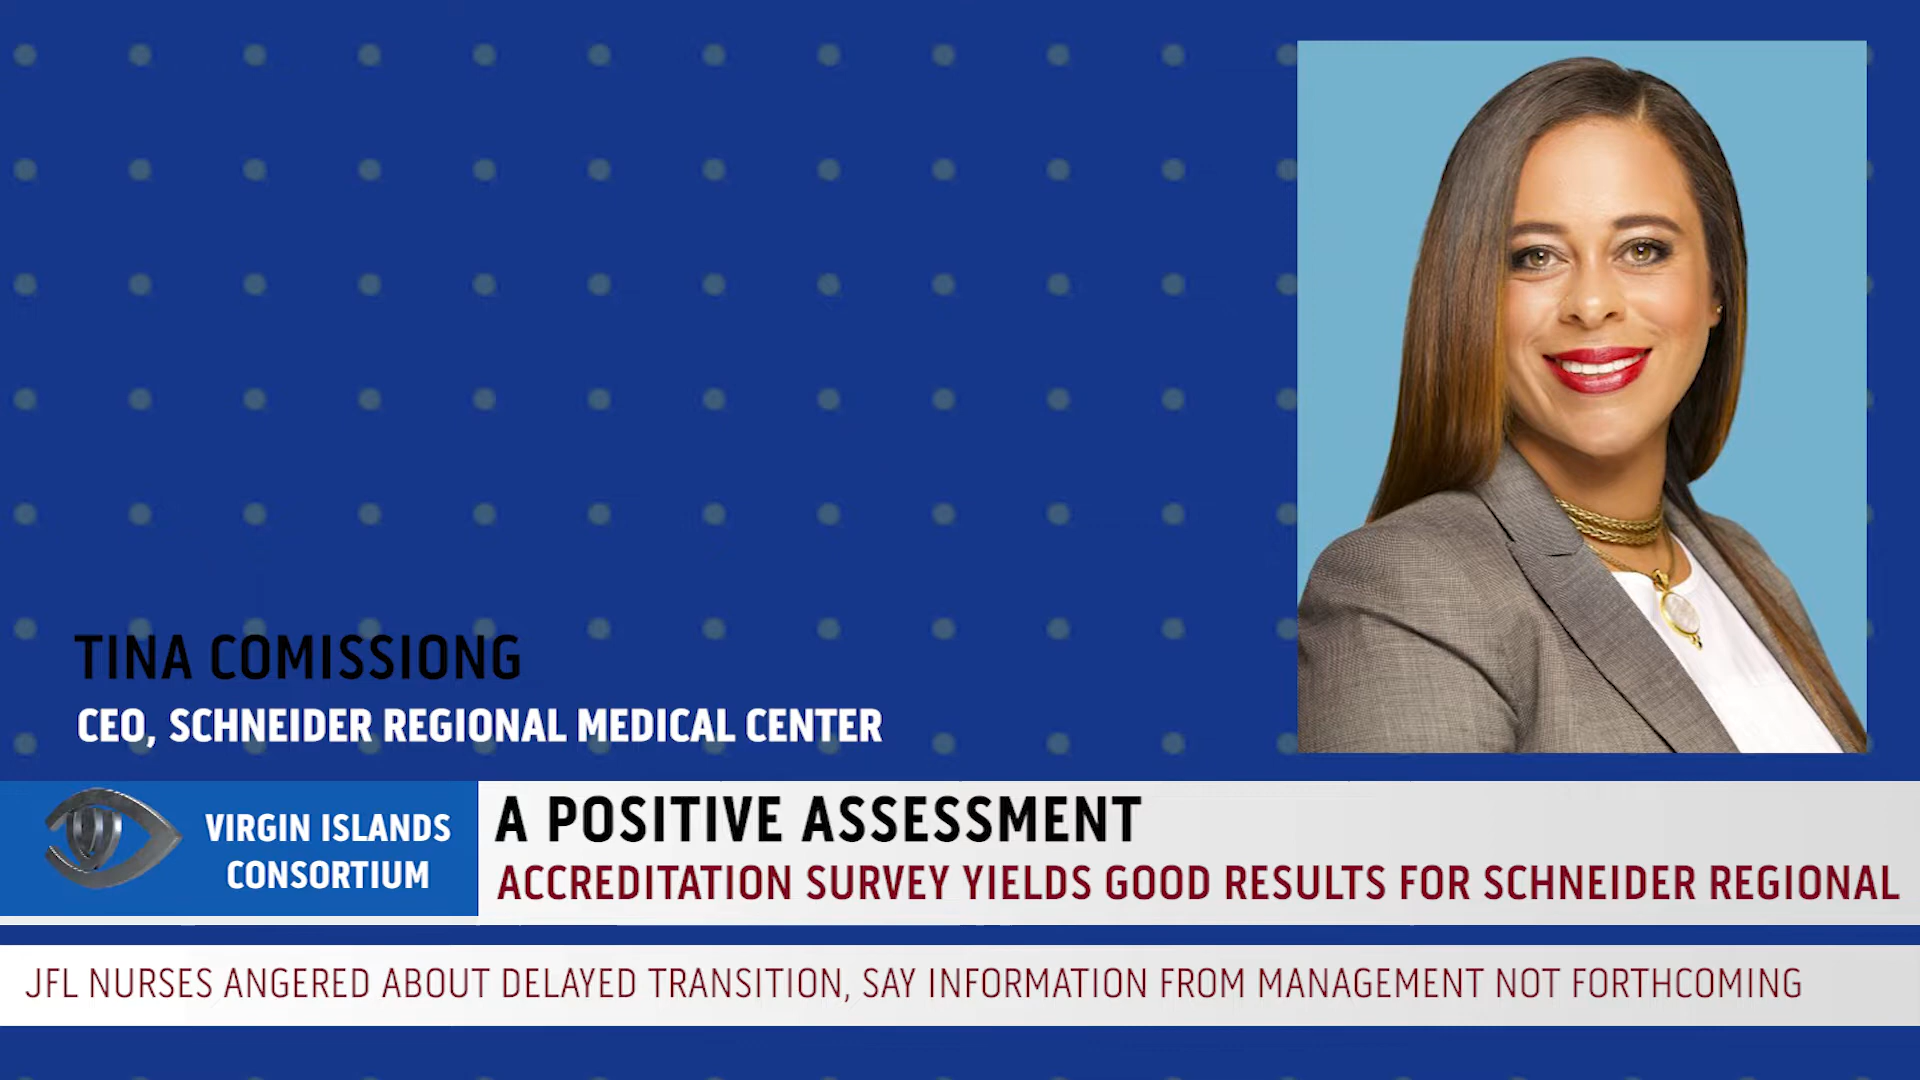 TINA COMISSIONG
CEO, SCHNEIDER REGIONAL MEDICAL CENTER
VIRGIN ISLANDS
CONSORTIUM
A POSITIVE ASSESSMENT
ACCREDITATION SURVEY YIELDS GOOD RESULTS FOR SCHNEIDER REGIONAL
JFL NURSES ANGERED ABOUT DELAYED TRANSITION, SAY INFORMATION FROM MANAGEMENT NOT FORTHCOMING